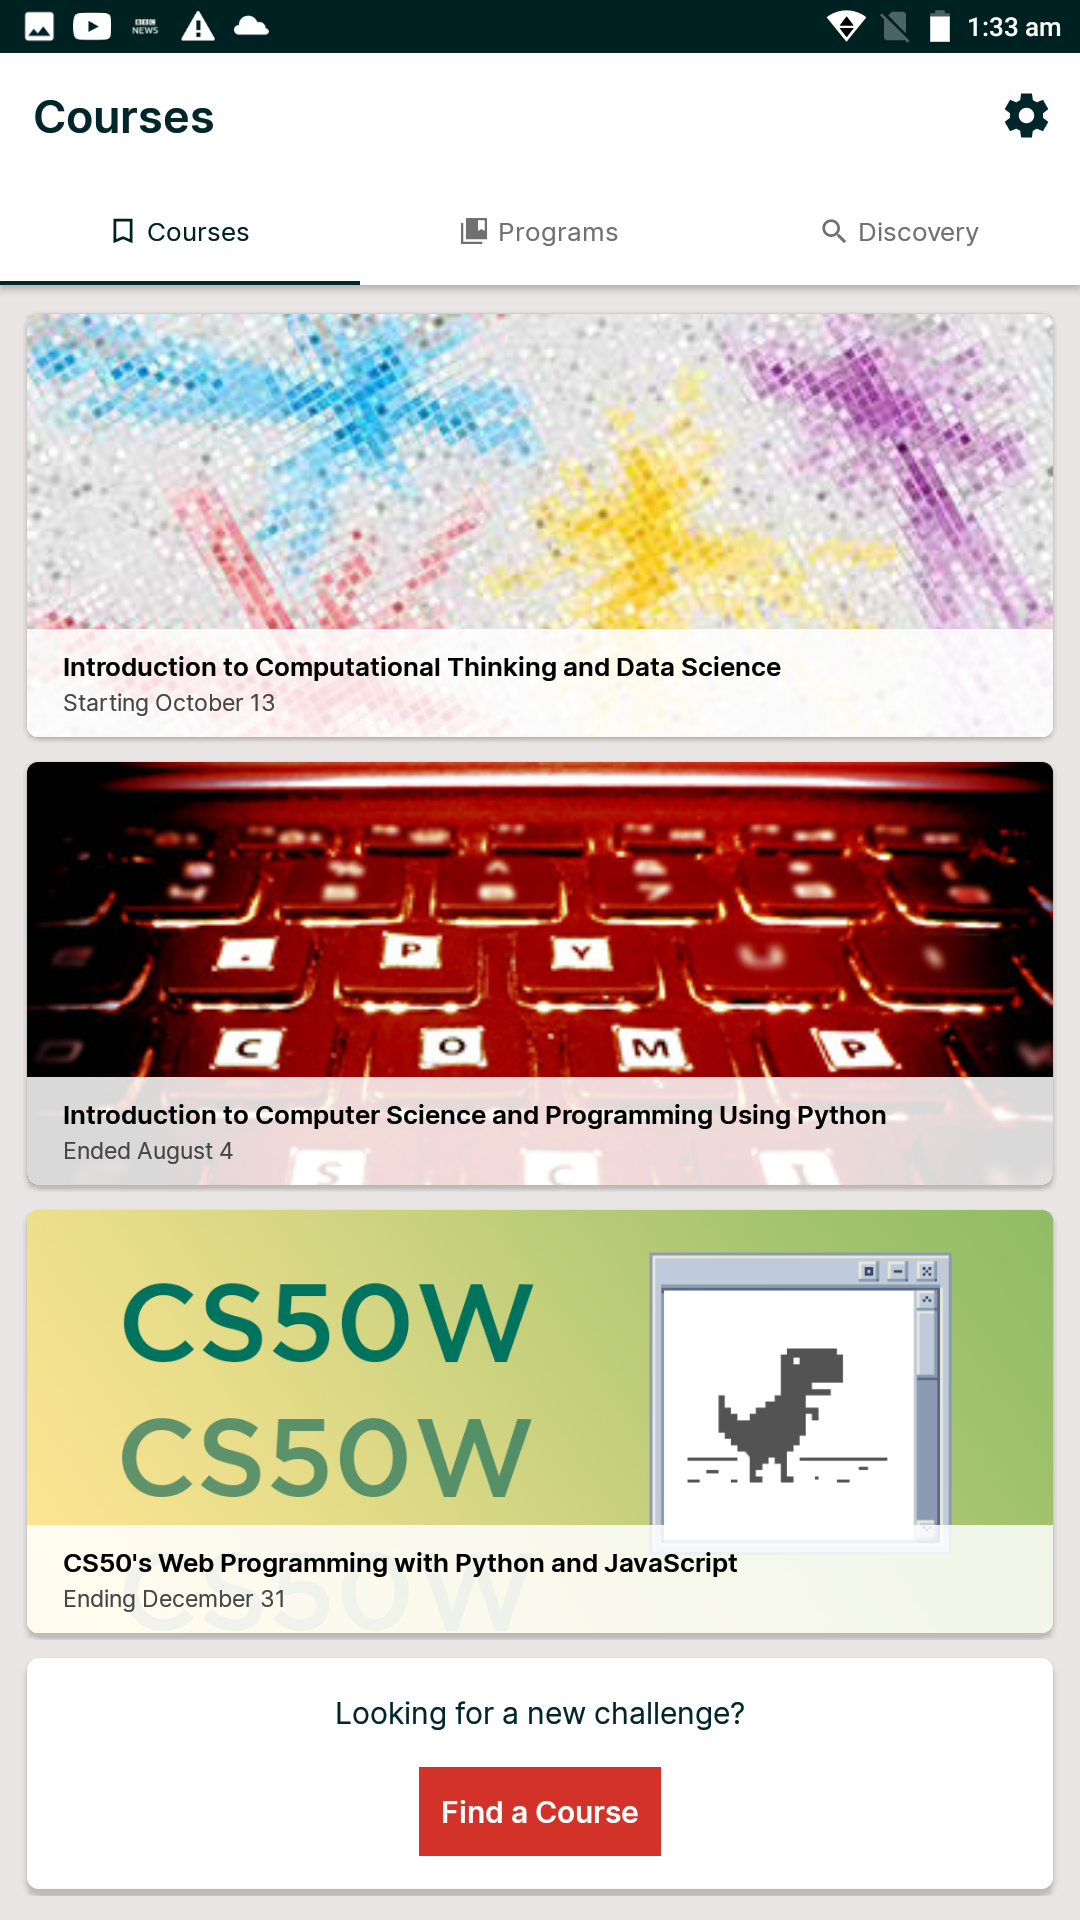 BBC
NEWS
1:33 am
Courses
Courses
Programs
Discovery
Introduction to Computational Thinking and Data Science
Starting October 13
P Y
C O M P
S C I
Introduction to Computer Science and Programming Using Python
Ended August 4
CS50W
CS50W
CS50W
CS50's Web Programming with Python and JavaScript
Ending December 31
Looking for a new challenge?
Find a Course